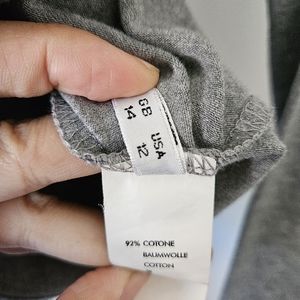 GB USA
14 12
92% COTONE
BAUMWOLLE
COTTON